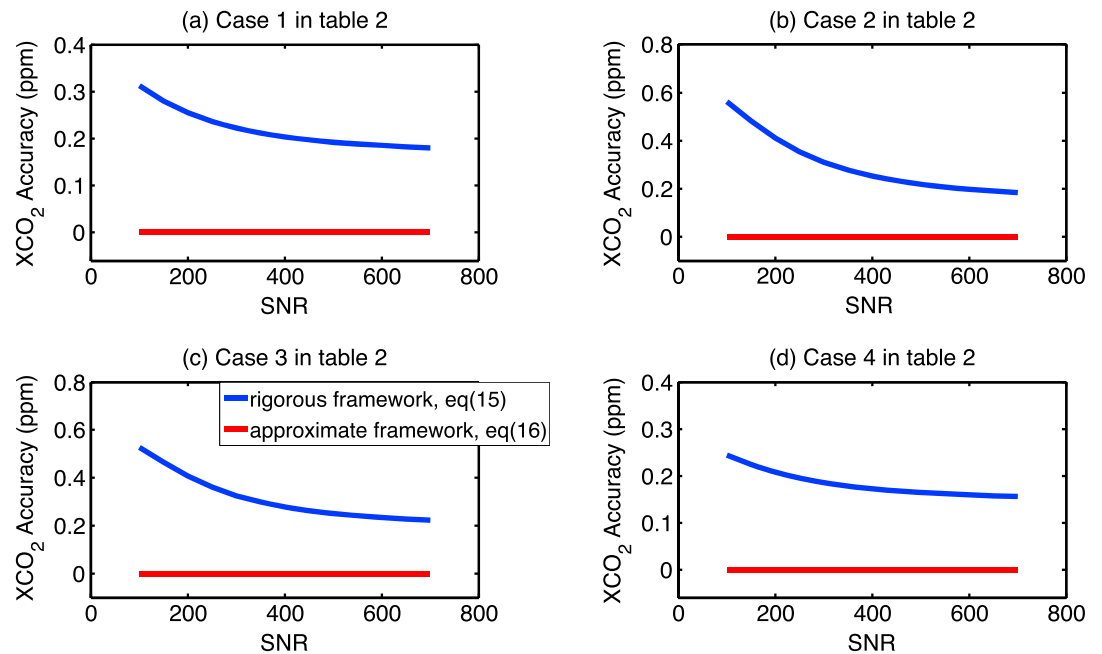 (a) Case 1 in table 2
XCO2 Accuracy (ppm)
0.4
0.3
0.2
0.1
0
0 200 400 600 800
SNR
(b) Case 2 in table 2
XCO2 Accuracy (ppm)
0.8
0.6
0.4
0.2
0
0 200 400 600 800
SNR
(c) Case 3 in table 2
XCO2 Accuracy (ppm)
0.8
0.6
0.4
0.2
0
0 200 400 600 800
SNR
rigorous framework, eq(15)
approximate framework, eq(16)
(d) Case 4 in table 2
XCO2 Accuracy (ppm)
0.4
0.3
0.2
0.1
0
0 200 400 600 800
SNR